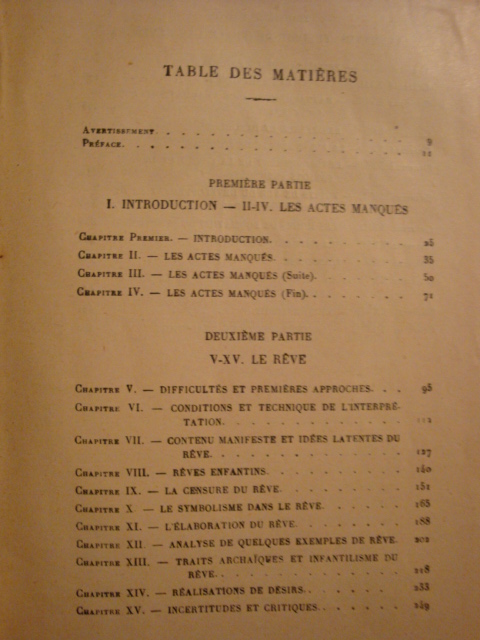 TABLE DES MATIÈRES
AVERTISSEMENT. . . . . . . . . . . . . . 9
PRÉFACE. . . . . . . . . . . . . . . . 11
PREMIÈRE PARTIE
I. INTRODUCTION — II-IV. LES ACTES MANQUÉS
CHAPITRE PREMIER. — INTRODUCTION. . . . . . . . 25
CHAPITRE II. — LES ACTES MANQUÉS. . . . . . . . 35
CHAPITRE III. — LES ACTES MANQUÉS (Suite). . . . . . 50
CHAPITRE IV. — LES ACTES MANQUÉS (Fin). . . . . . . 71
DEUXIÈME PARTIE
V-XV. LE RÊVE
CHAPITRE V. — DIFFICULTÉS ET PREMIÈRES APPROCHES. . . 95
CHAPITRE VI. — CONDITIONS ET TECHNIQUE DE L'INTERPRÉ-
TATION. . . . . . . . . . . 112
CHAPITRE VII. — CONTENU MANIFESTE ET IDÉES LATENTES DU
RÊVE. . . . . . . . . . . . 127
CHAPITRE VIII. — RÊVES ENFANTINS. . . . . . . . . 140
CHAPITRE IX. — LA CENSURE DU RÊVE. . . . . . . . 151
CHAPITRE X. — LE SYMBOLISME DANS LE RÊVE. . . . . . 165
CHAPITRE XI. — L'ÉLABORATION DU RÊVE. . . . . . . 188
CHAPITRE XII. — ANALYSE DE QUELQUES EXEMPLES DE RÊVE. 202
CHAPITRE XIII. — TRAITS ARCHAÏQUES ET INFANTILISME DU
RÊVE. . . . . . . . . . . . 218
CHAPITRE XIV. — RÉALISATIONS DE DÉSIRS. . . . . . . 233
CHAPITRE XV. — INCERTITUDES ET CRITIQUES. . . . . . 249